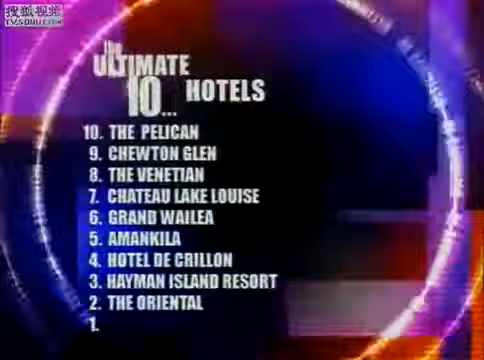 搜狐视频
TV.SOHU.COM
the
ULTIMATE
10... HOTELS
10. THE PELICAN
9. CHEWTON GLEN
8. THE VENETIAN
7. CHATEAU LAKE LOUISE
6. GRAND WAILEA
5. AMANKILA
4. HOTEL DE CRILLON
3. HAYMAN ISLAND RESORT
2. THE ORIENTAL
1.